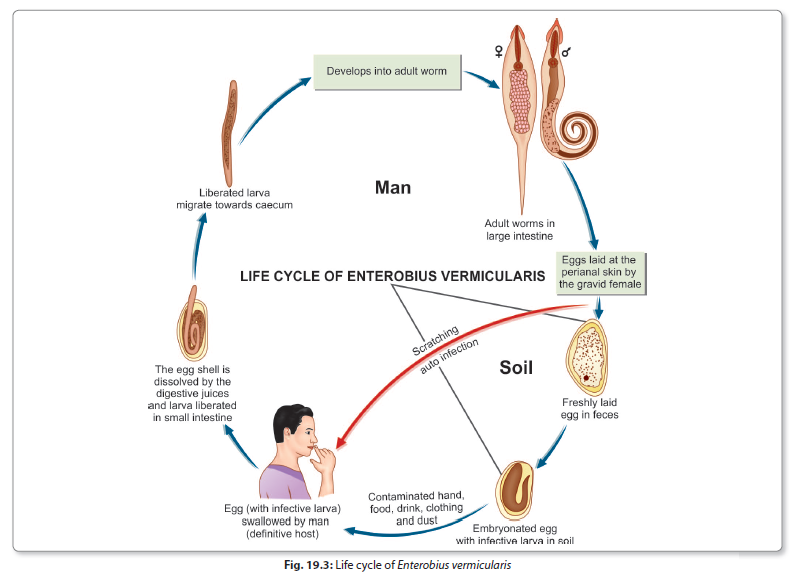 Develops into adult worm
♀
♂
Liberated larva
migrate towards caecum
Man
Adult worms in
large intestine
LIFE CYCLE OF ENTEROBIUS VERMICULARIS
Eggs laid at the
perianal skin by
the gravid female
Scratching
auto infection
Soil
The egg shell is
dissolved by the
digestive juices
and larva liberated
in small intestine
Freshly laid
egg in feces
Egg (with infective larva)
swallowed by man
(definitive host)
Contaminated hand,
food, drink, clothing
and dust
Embryonated egg
with infective larva in soil
Fig. 19.3: Life cycle of Enterobius vermicularis